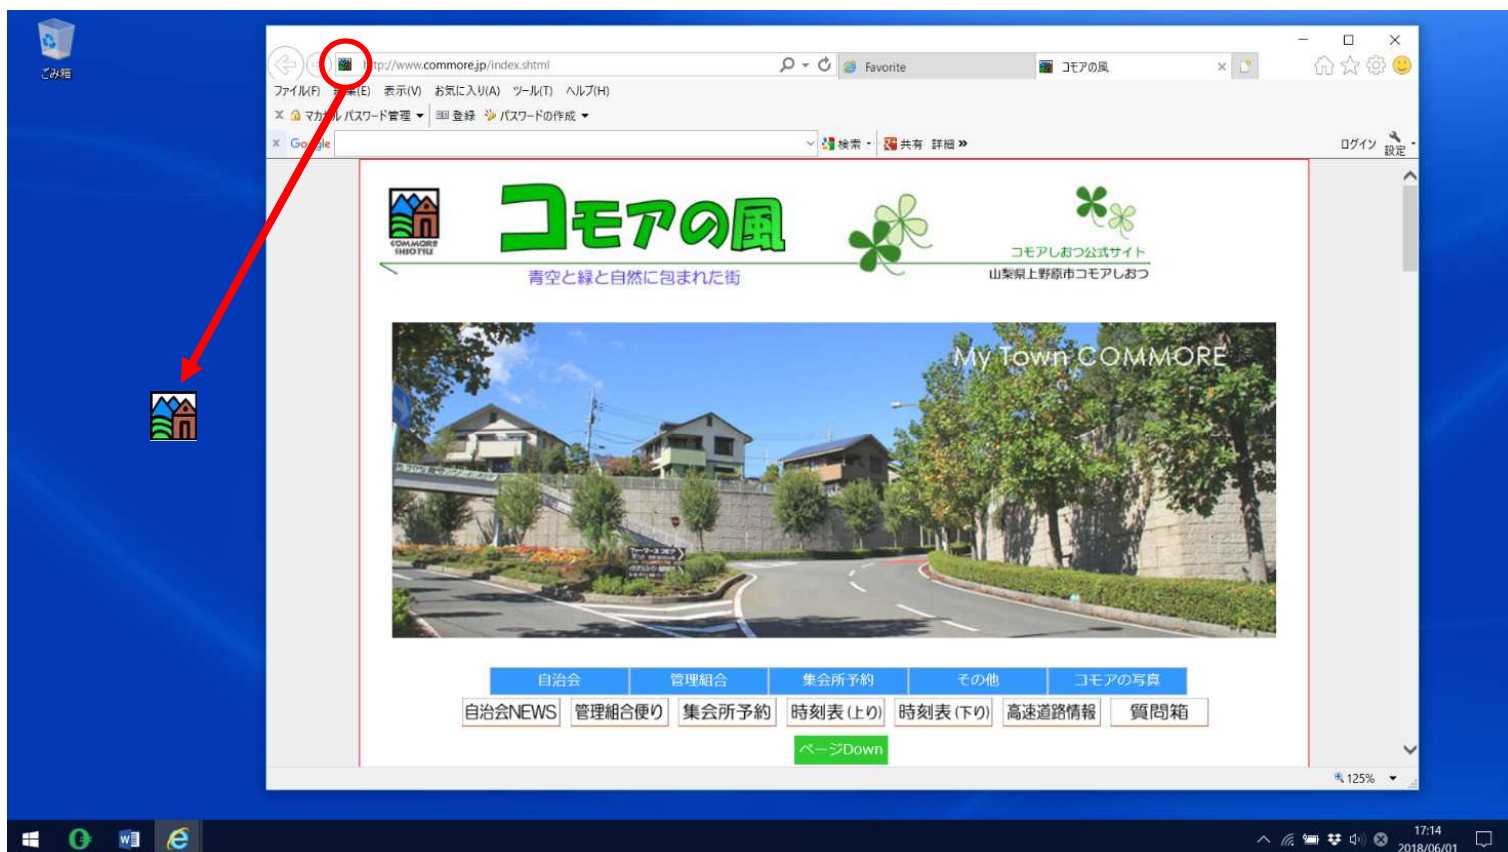 ごみ箱
http://www.commore.jp/index.shtml
Favorite
コモアの風
ファイル(F) 編集(E) 表示(V) お気に入り(A) ツール(T) ヘルプ(H)
マカセル パスワード管理 登録 パスワードの作成
Google
検索 共有 詳細 »
ログイン
設定
COMMORE
SHIOTSU
コモアの風
青空と緑と自然に包まれた街
コモアしおつ公式サイト
山梨県上野原市コモアしおつ
My Town COMMORE
自治会 管理組合 集会所予約 その他 コモアの写真
自治会NEWS 管理組合便り 集会所予約 時刻表(上り) 時刻表(下り) 高速道路情報 質問箱
ページDown
125%
17:14
2018/06/01